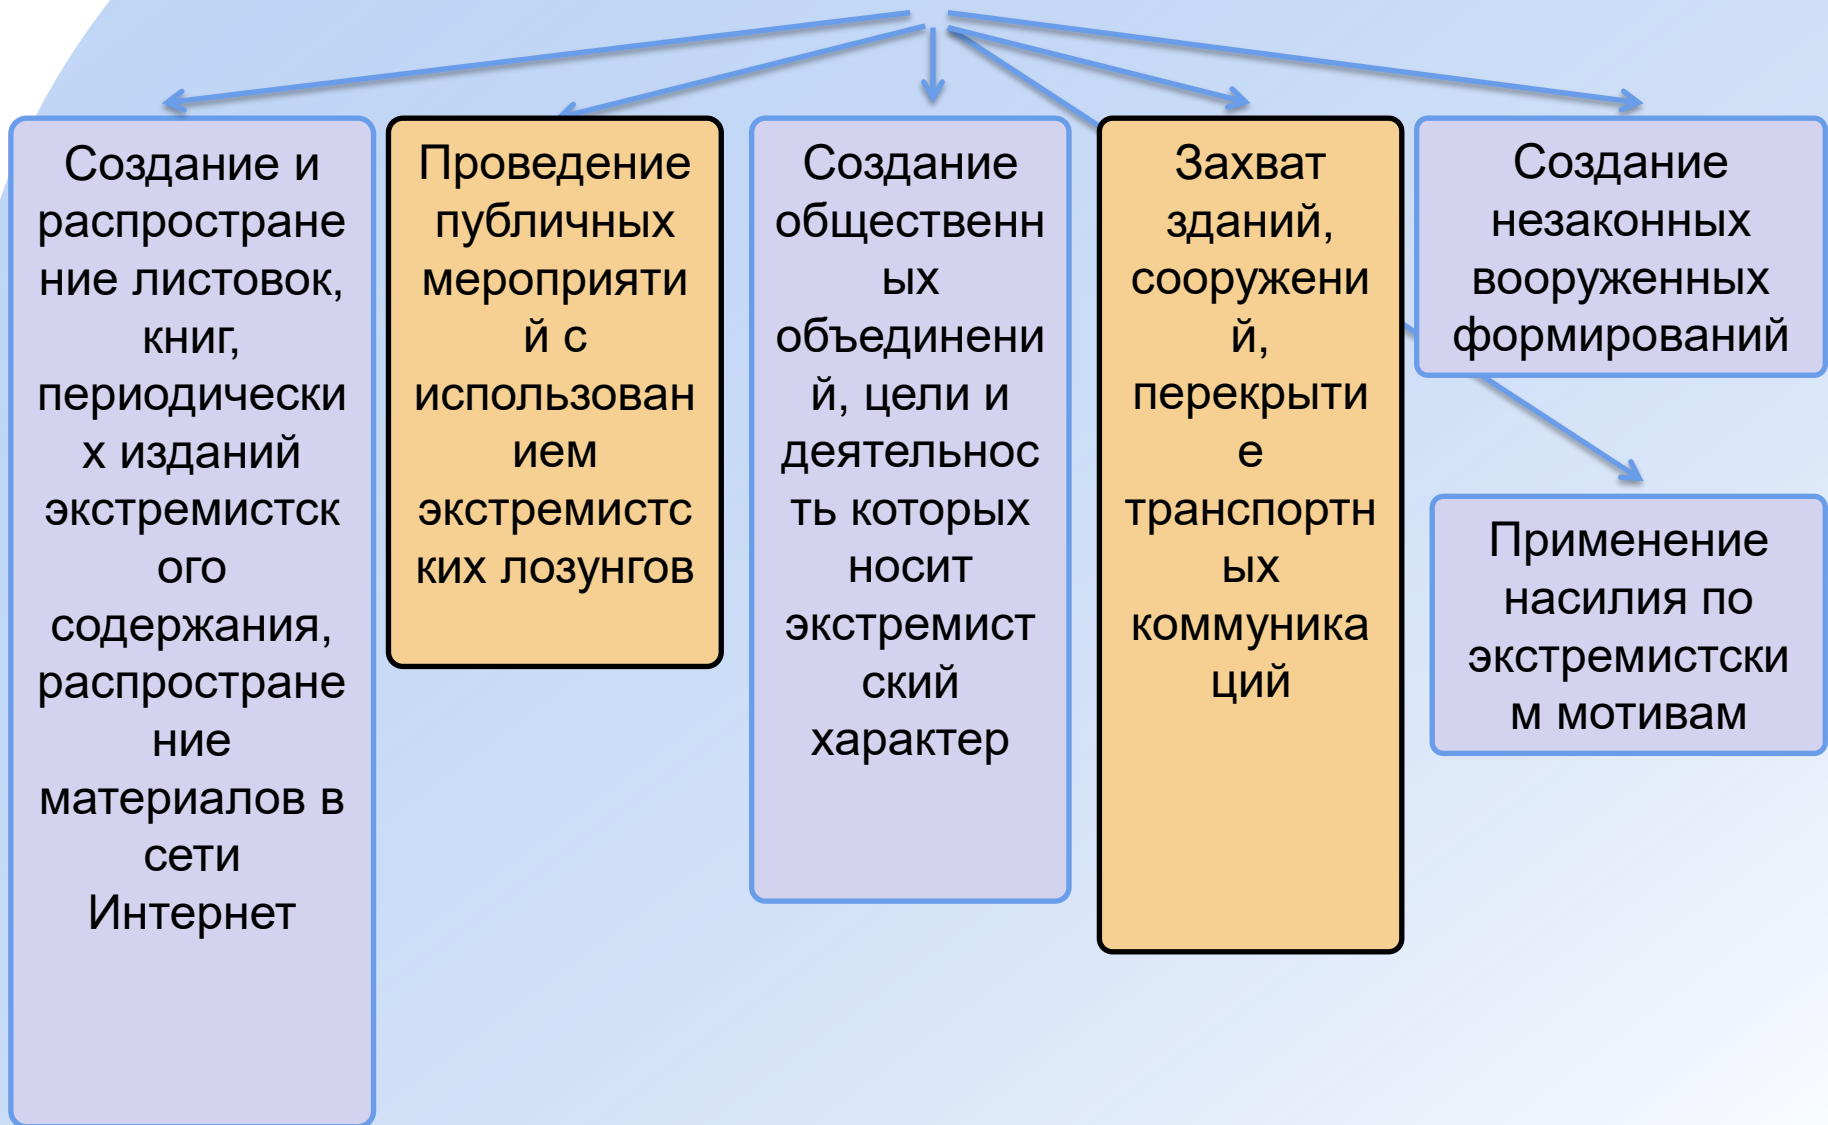 Создание и
распростране
ние листовок,
книг,
периодически
х изданий
экстремистск
ого
содержания,
распростране
ние
материалов в
сети
Интернет
Проведение
публичных
мероприяти
й с
использован
ием
экстремистс
ких лозунгов
Создание
общественн
ых
объединени
й, цели и
деятельнос
ть которых
носит
экстремист
ский
характер
Захват
зданий,
сооружени
й,
перекрыти
е
транспортн
ых
коммуника
ций
Создание
незаконных
вооруженных
формирований
Применение
насилия по
экстремистски
м мотивам